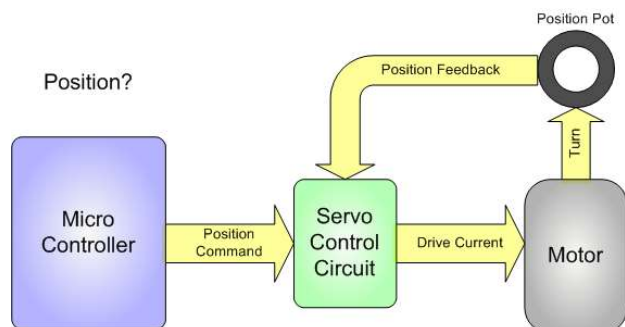 Position Pot
Position Feedback
Position?
Turn
Micro
Controller
Position
Command
Servo
Control
Circuit
Drive Current
Motor